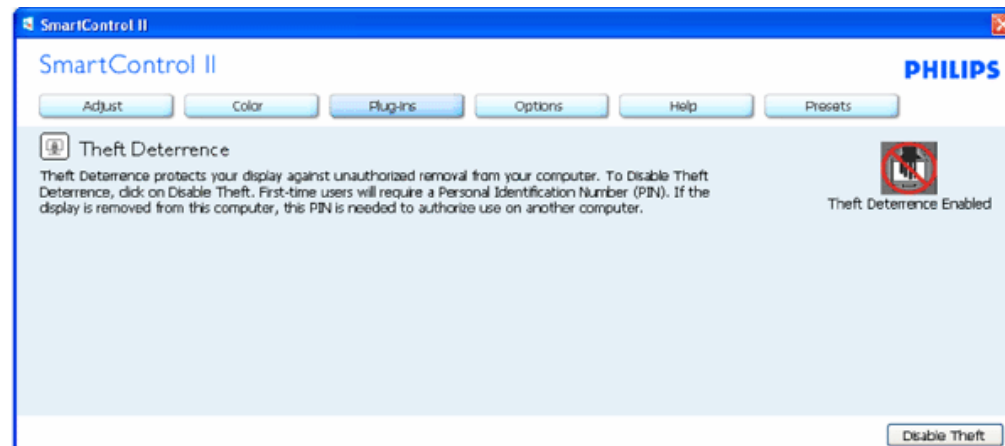 SmartControl II
SmartControl II
PHILIPS
Adjust Color Plug-Ins Options Help Presets
Theft Deterrence
Theft Deterrence protects your display against unauthorized removal from your computer. To Disable Theft
Deterrence, click on Disable Theft. First-time users will require a Personal Identification Number (PIN). If the
display is removed from this computer, this PIN is needed to authorize use on another computer.
Theft Deterrence Enabled
Disable Theft